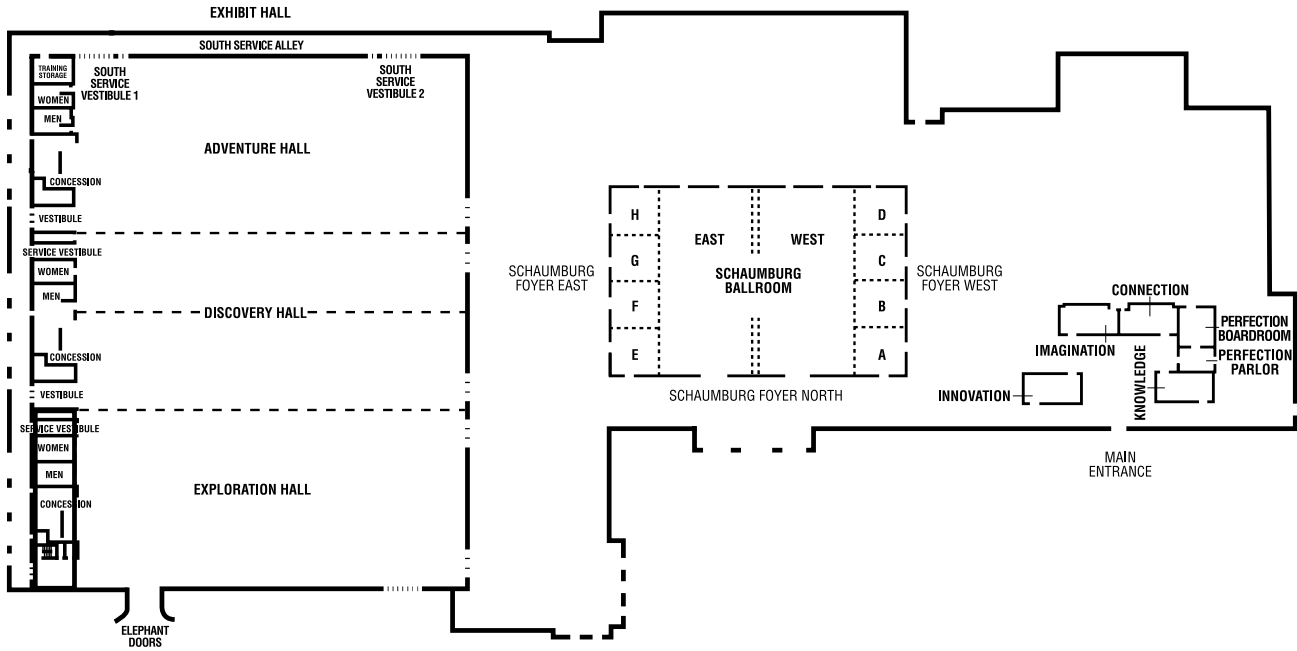 EXHIBIT HALL
SOUTH SERVICE ALLEY
TRAINING
STORAGE
SOUTH
SERVICE
VESTIBULE 1
SOUTH
SERVICE
VESTIBULE 2
WOMEN
MEN
ADVENTURE HALL
CONCESSION
VESTIBULE
SERVICE VESTIBULE
WOMEN
MEN
DISCOVERY HALL
CONCESSION
VESTIBULE
SERVICE VESTIBULE
WOMEN
MEN
EXPLORATION HALL
CONCESSION
ELEPHANT
DOORS
SCHAUMBURG
FOYER EAST
H
G
F
E
EAST
WEST
SCHAUMBURG
BALLROOM
D
C
B
A
SCHAUMBURG
FOYER WEST
SCHAUMBURG FOYER NORTH
CONNECTION
IMAGINATION
PERFECTION
BOARDROOM
PERFECTION
PARLOR
KNOWLEDGE
INNOVATION
MAIN
ENTRANCE